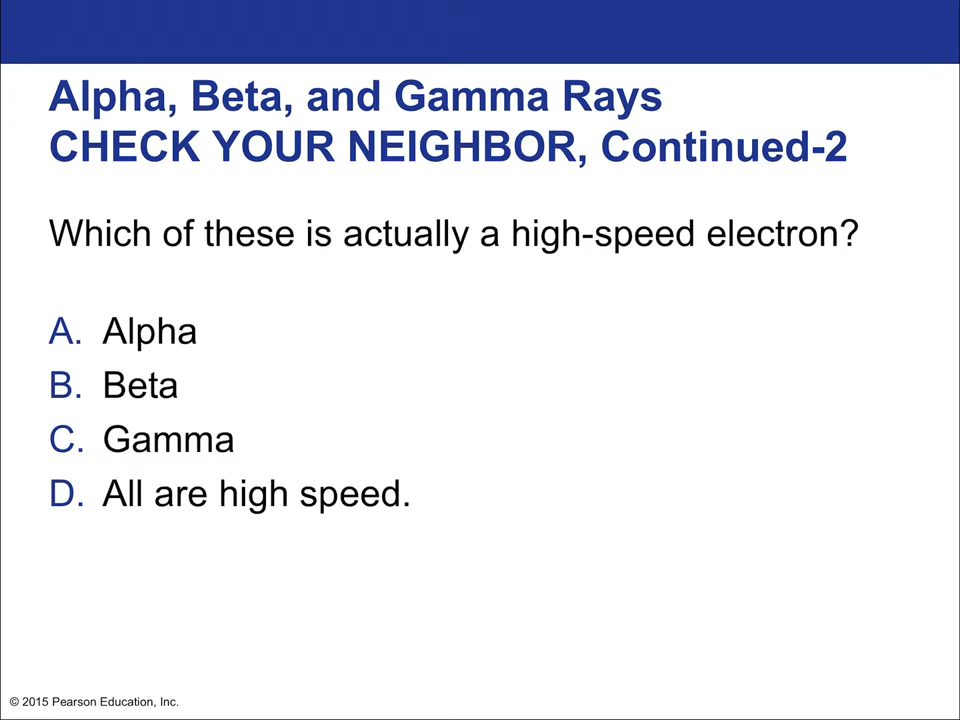 Alpha, Beta, and Gamma Rays
CHECK YOUR NEIGHBOR, Continued-2
Which of these is actually a high-speed electron?
A. Alpha
B. Beta
C. Gamma
D. All are high speed.
© 2015 Pearson Education, Inc.